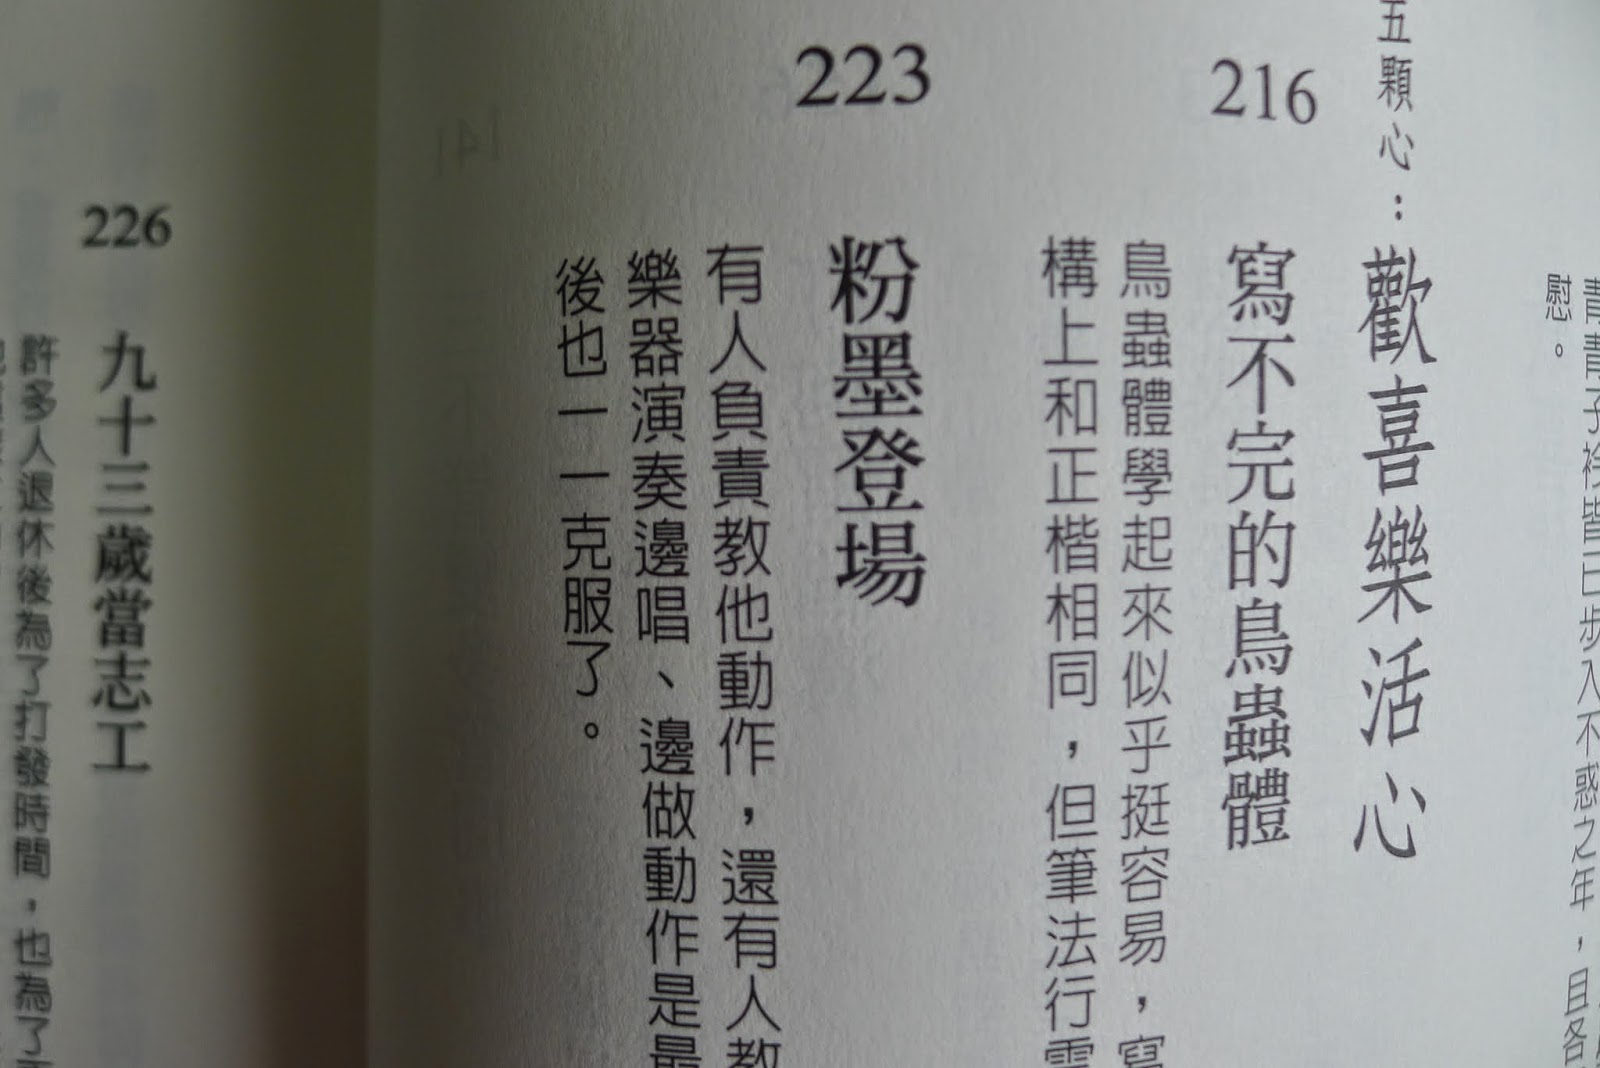 青青子衿皆已步入不惑之年，且各
慰。
五顆心：歡喜樂活心
216 寫不完的鳥蟲體
鳥蟲體學起來似乎挺容易，寫
構上和正楷相同，但筆法行雲
223 粉墨登場
有人負責教他動作，還有人教
樂器演奏邊唱、邊做動作是最
後也一一克服了。
226 九十三歲當志工
許多人退休後為了打發時間，也為了